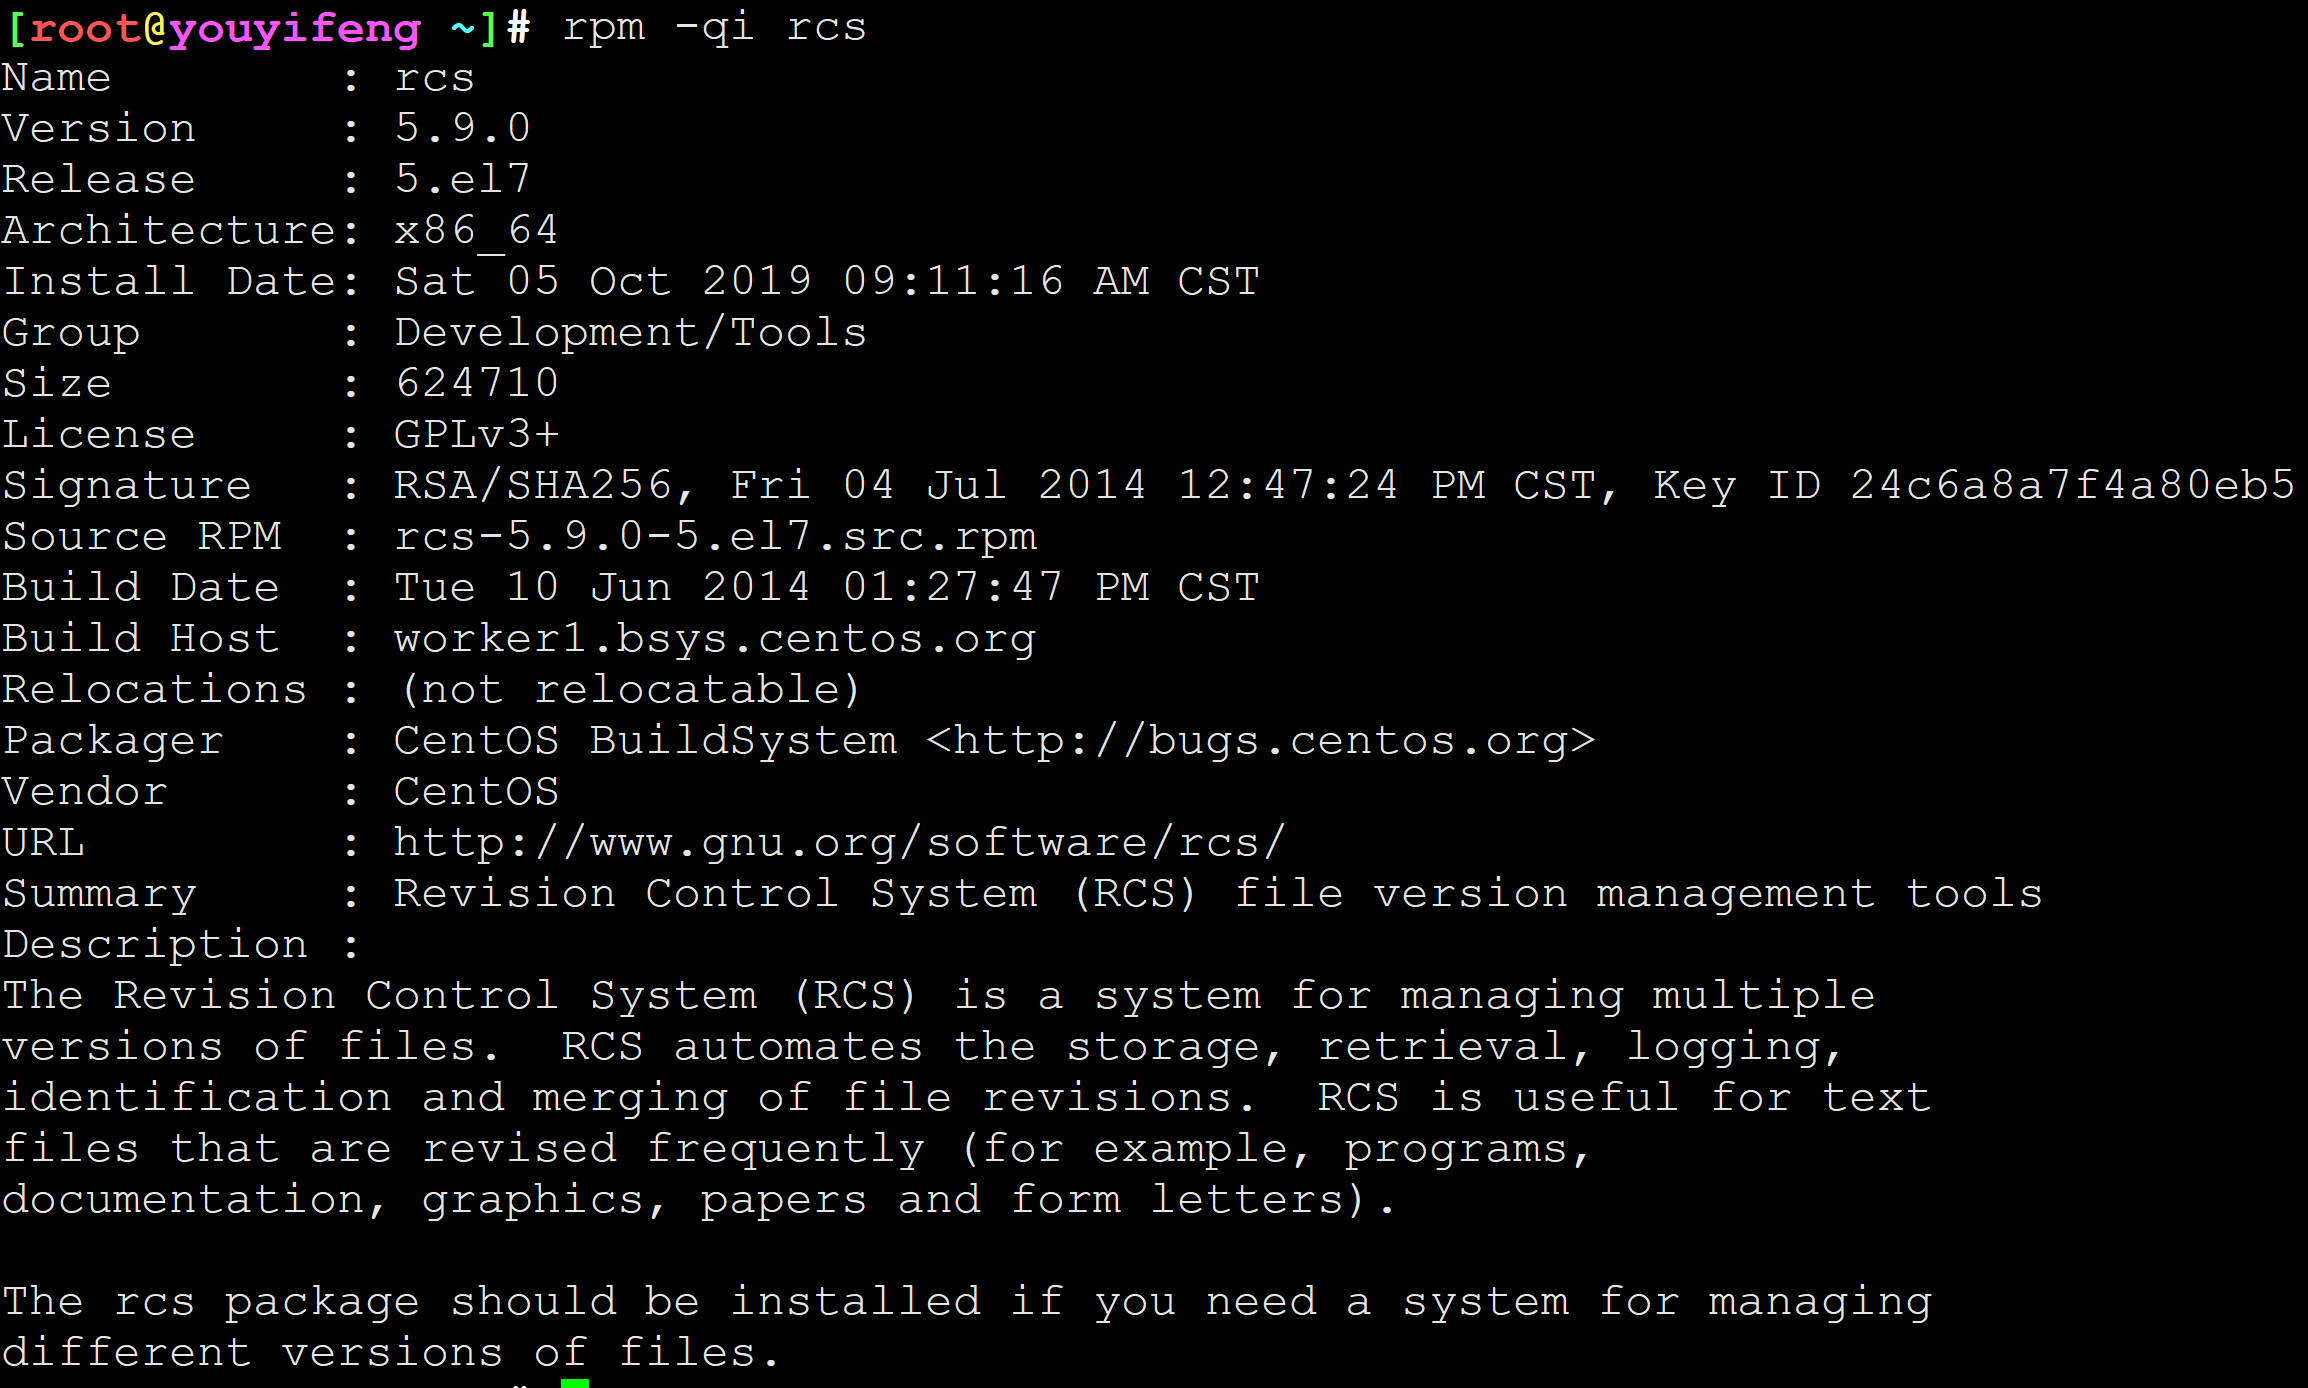 [root@youyifeng ~]# rpm -qi rcs
Name        : rcs
Version     : 5.9.0
Release     : 5.el7
Architecture: x86_64
Install Date: Sat 05 Oct 2019 09:11:16 AM CST
Group       : Development/Tools
Size        : 624710
License     : GPLv3+
Signature   : RSA/SHA256, Fri 04 Jul 2014 12:47:24 PM CST, Key ID 24c6a8a7f4a80eb5
Source RPM  : rcs-5.9.0-5.el7.src.rpm
Build Date  : Tue 10 Jun 2014 01:27:47 PM CST
Build Host  : worker1.bsys.centos.org
Relocations : (not relocatable)
Packager    : CentOS BuildSystem <http://bugs.centos.org>
Vendor      : CentOS
URL         : http://www.gnu.org/software/rcs/
Summary     : Revision Control System (RCS) file version management tools
Description :
The Revision Control System (RCS) is a system for managing multiple
versions of files.  RCS automates the storage, retrieval, logging,
identification and merging of file revisions.  RCS is useful for text
files that are revised frequently (for example, programs,
documentation, graphics, papers and form letters).

The rcs package should be installed if you need a system for managing
different versions of files.